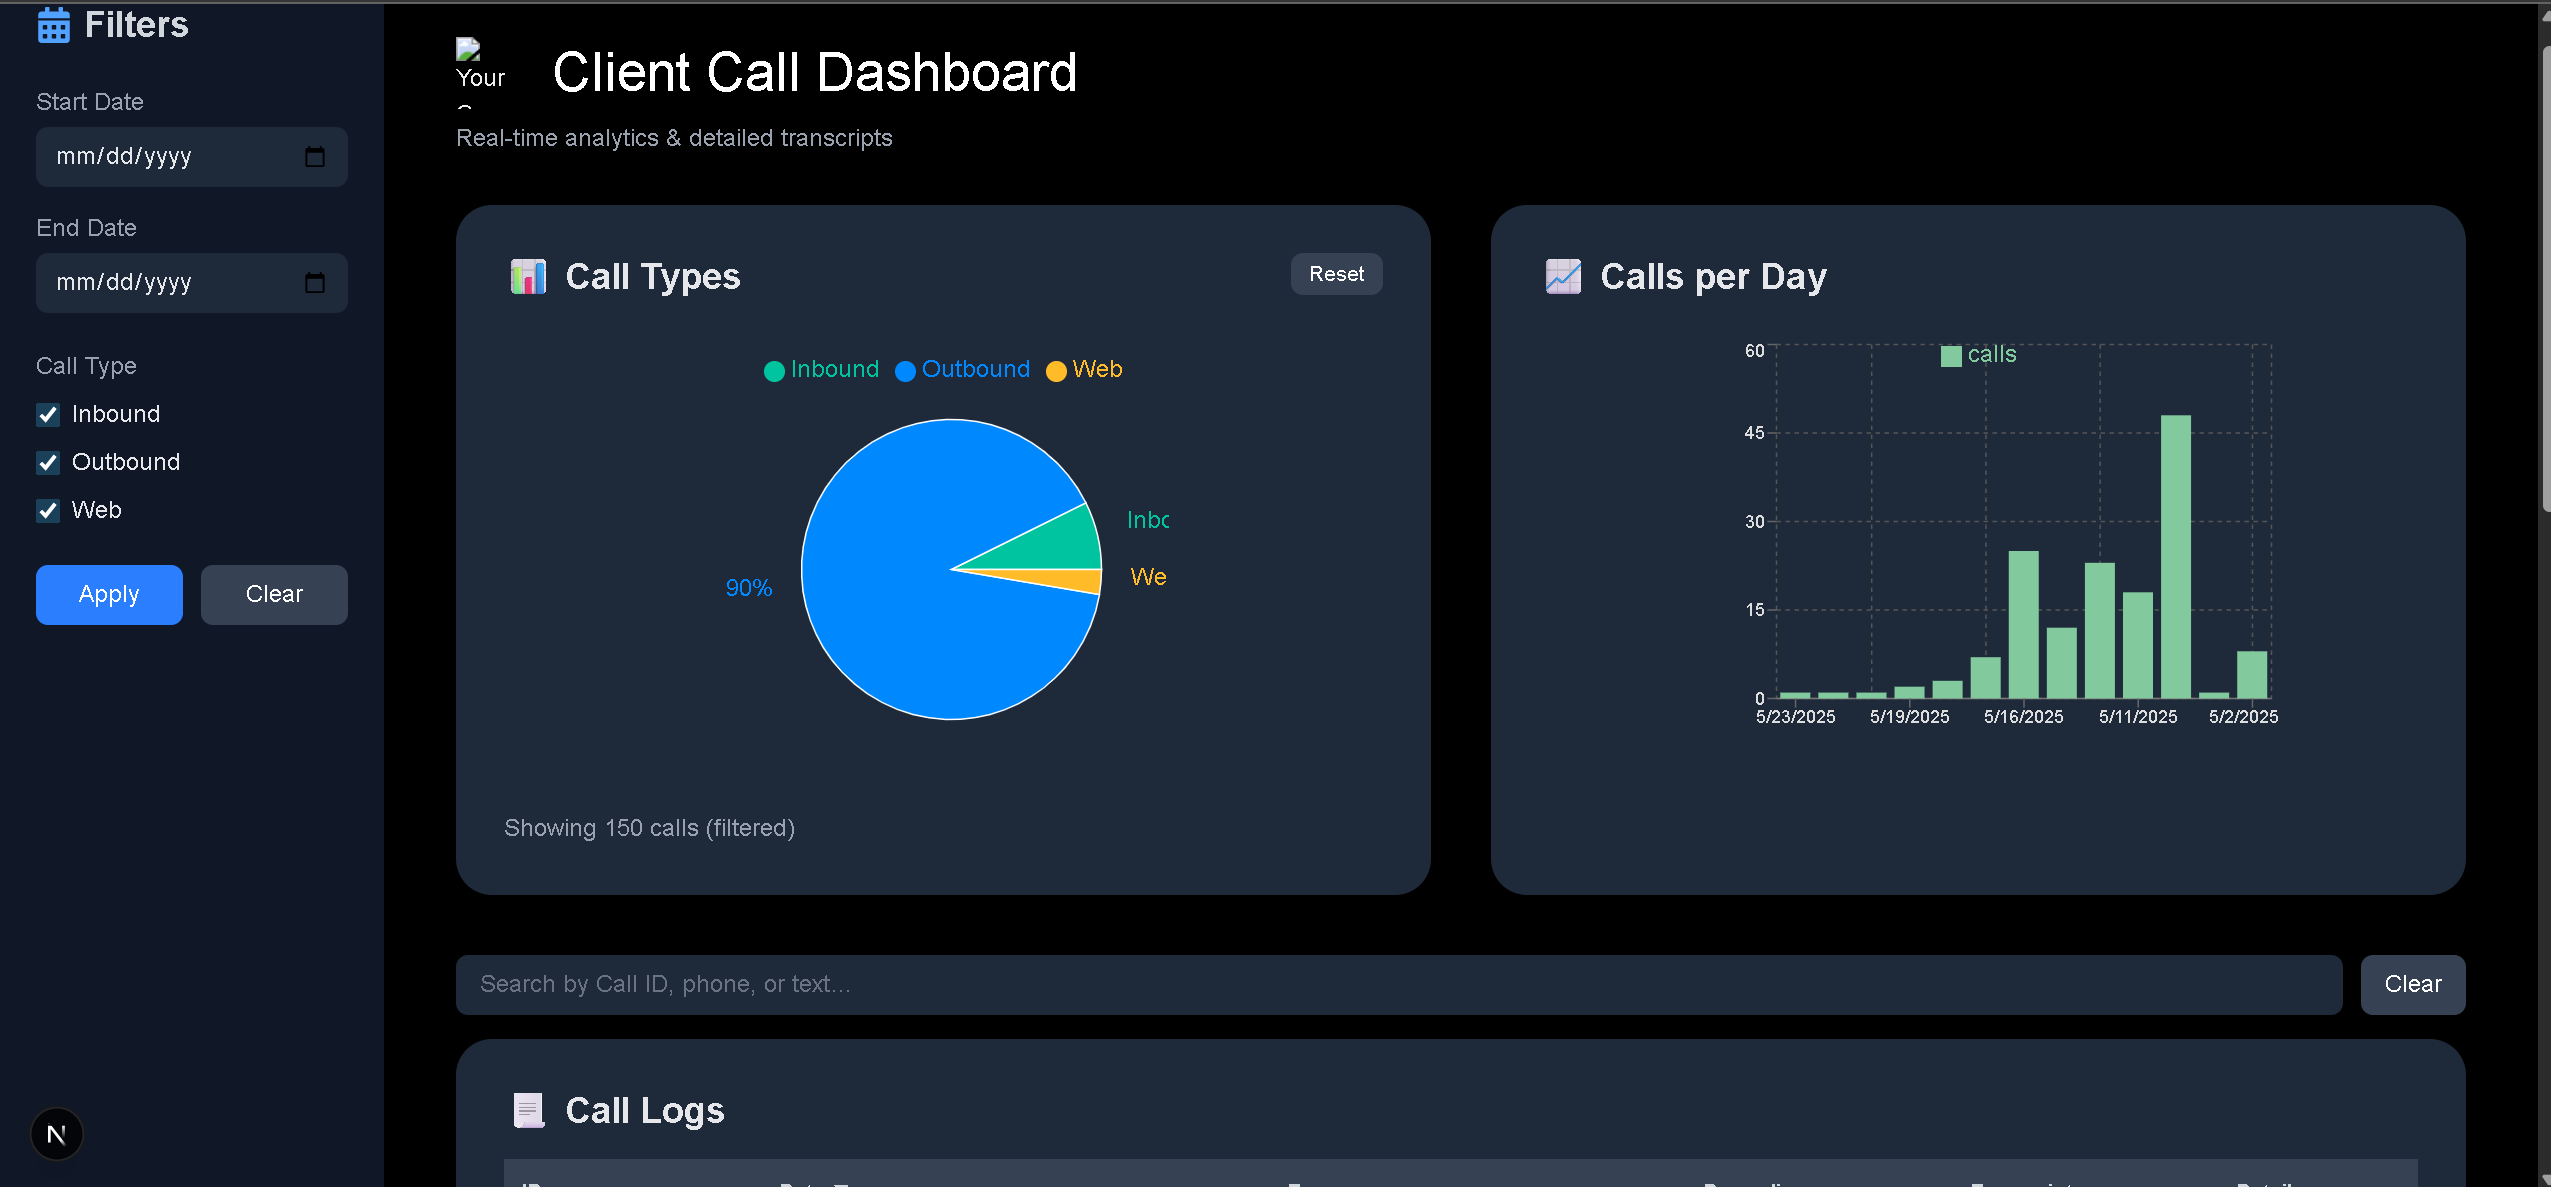 Filters
Start Date
mm/dd/yyyy
End Date
mm/dd/yyyy
Call Type
Inbound
Outbound
Web
Apply
Clear
Your
Client Call Dashboard
Real-time analytics & detailed transcripts
Call Types
Reset
Inbound Outbound Web
Inbo
We
90%
Showing 150 calls (filtered)
Calls per Day
calls
60
45
30
15
0
5/23/2025 5/19/2025 5/16/2025 5/11/2025 5/2/2025
Search by Call ID, phone, or text...
Clear
Call Logs
N